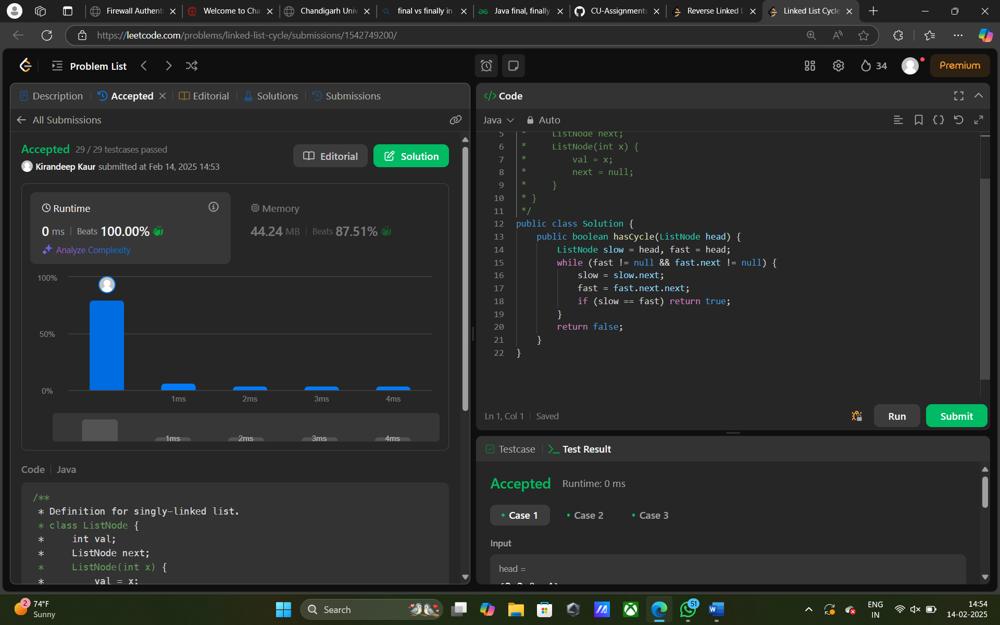 Firewall Authenti
Welcome to Cha
Chandigarh Univ
final vs finally in
Java final, finally
CU-Assignments
Reverse Linked L
Linked List Cycle
https://leetcode.com/problems/linked-list-cycle/submissions/1542749200/
Problem List
34
Premium
Description
Accepted
Editorial
Solutions
Submissions
All Submissions
Accepted 29 / 29 testcases passed
Kirandeep Kaur submitted at Feb 14, 2025 14:53
Editorial
Solution
Runtime
0 ms Beats 100.00%
Analyze Complexity
Memory
44.24 MB Beats 87.51%
100%
50%
0%
1ms 2ms 3ms 4ms
1ms 2ms 3ms 4ms
Code Java
/**
* Definition for singly-linked list.
* class ListNode {
*     int val;
*     ListNode next;
*     ListNode(int x) {
*         val = x;
</> Code
Java Auto
5 *     ListNode next;
6 *     ListNode(int x) {
7 *         val = x;
8 *         next = null;
9 *     }
10 * }
11 */
12 public class Solution {
13     public boolean hasCycle(ListNode head) {
14         ListNode slow = head, fast = head;
15         while (fast != null && fast.next != null) {
16             slow = slow.next;
17             fast = fast.next.next;
18             if (slow == fast) return true;
19         }
20         return false;
21     }
22 }
Ln 1, Col 1 Saved
Run
Submit
Testcase
Test Result
Accepted Runtime: 0 ms
Case 1 Case 2 Case 3
Input
head =
2
74°F
Sunny
Search
51
ENG
IN
14:54
14-02-2025